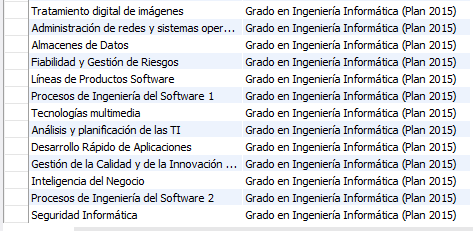 Tratamiento digital de imágenes Grado en Ingeniería Informática (Plan 2015)
Administración de redes y sistemas oper... Grado en Ingeniería Informática (Plan 2015)
Almacenes de Datos Grado en Ingeniería Informática (Plan 2015)
Fiabilidad y Gestión de Riesgos Grado en Ingeniería Informática (Plan 2015)
Líneas de Productos Software Grado en Ingeniería Informática (Plan 2015)
Procesos de Ingeniería del Software 1 Grado en Ingeniería Informática (Plan 2015)
Tecnologías multimedia Grado en Ingeniería Informática (Plan 2015)
Análisis y planificación de las TI Grado en Ingeniería Informática (Plan 2015)
Desarrollo Rápido de Aplicaciones Grado en Ingeniería Informática (Plan 2015)
Gestión de la Calidad y de la Innovación ... Grado en Ingeniería Informática (Plan 2015)
Inteligencia del Negocio Grado en Ingeniería Informática (Plan 2015)
Procesos de Ingeniería del Software 2 Grado en Ingeniería Informática (Plan 2015)
Seguridad Informática Grado en Ingeniería Informática (Plan 2015)